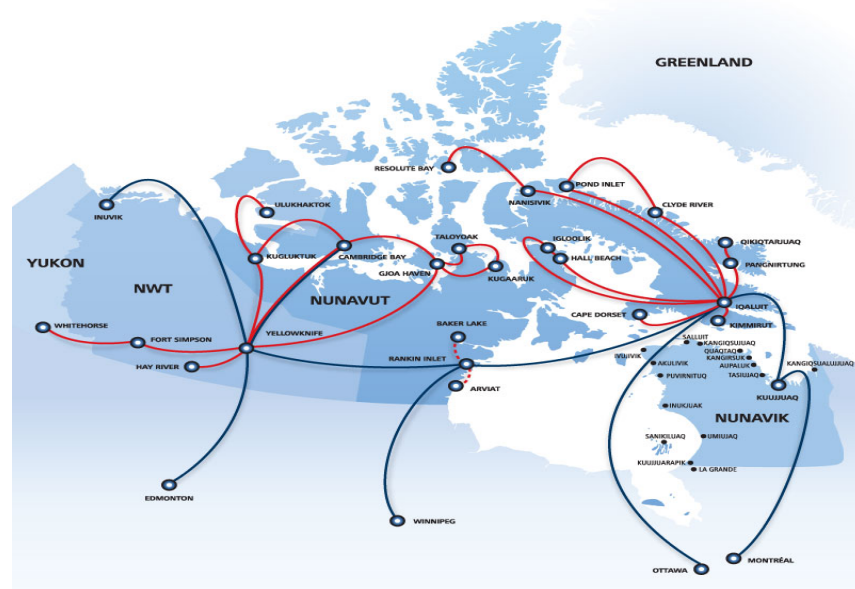 GREENLAND
RESOLUTE BAY
POND INLET
NANISIVIK
ULUKHAKTOK
CLYDE RIVER
INUVIK
TALOYOAK
IGLOOLIK
QIKIQTARJUAQ
KUGLUKTUK
CAMBRIDGE BAY
HALL BEACH
YUKON
PANGNIRTUNG
GJOA HAVEN
KUGAARUK
NWT
NUNAVUT
IQALUIT
CAPE DORSET
KIMMIRUT
WHITEHORSE
BAKER LAKE
YELLOWKNIFE
FORT SIMPSON
SALLUIT
KANGIQSUJUAQ
QUAQTAQ
RANKIN INLET
IVUJIVIK
KANGIRSUK
AKULIVIK
AUPALUK
KANGIQSUALUJJUAQ
HAY RIVER
PUVIRNITUQ
TASIUJAQ
ARVIAT
KUUJJUAQ
INUKJUAK
NUNAVIK
SANIKILUAQ
UMIUJAQ
KUUJJUARAPIK
LA GRANDE
EDMONTON
WINNIPEG
MONTRÉAL
OTTAWA